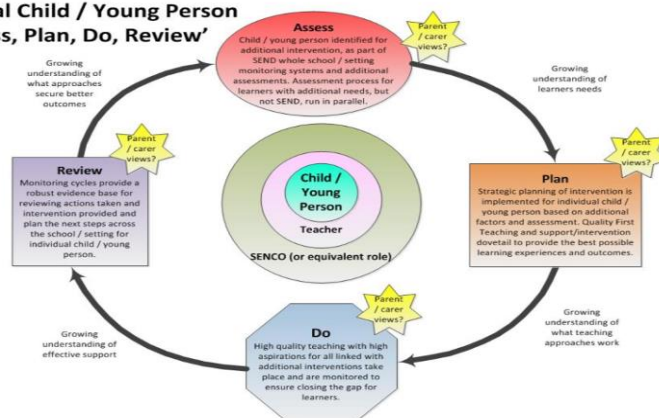 al Child / Young Person
ss, Plan, Do, Review’
Assess
Child / young person identified for
additional intervention, as part of
SEND whole school / setting
monitoring systems and additional
assessments. Assessment process for
learners with additional needs, but
not SEND, run in parallel.
Parent
/ carer
views?
Growing
understanding of
learners needs
Parent
/ carer
views?
Plan
Strategic planning of intervention is
implemented for individual child /
young person based on additional
factors and assessment. Quality First
Teaching and support/intervention
dovetail to provide the best possible
learning experiences and outcomes.
Growing
understanding of
what teaching
approaches work
Parent
/ carer
views?
Do
High quality teaching with high
aspirations for all linked with
additional interventions take
place and are monitored to
ensure closing the gap for
learners.
Growing
understanding of
effective support
Parent
/ carer
views?
Review
Monitoring cycles provide a
robust evidence base for
reviewing actions taken and
intervention provided and
plan the next steps across
the school / setting for
individual child / young
person.
Growing
understanding of
what approaches
secure better
outcomes
Child /
Young
Person
Teacher
SENCO (or equivalent role)